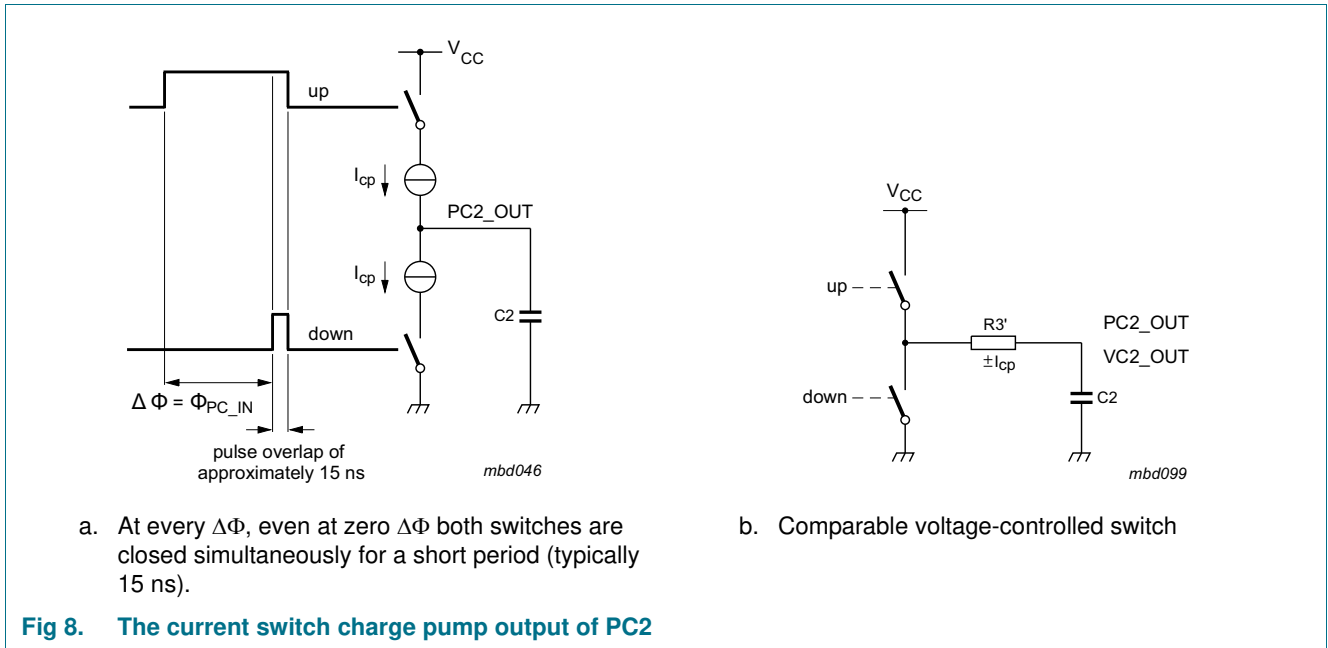 V_CC
up
I_cp
PC2_OUT
I_cp
C2
down
Δ Φ = Φ_PC_IN
pulse overlap of
approximately 15 ns
mbd046
V_CC
up
R3'
±I_cp
PC2_OUT
VC2_OUT
down
C2
mbd099
a. At every ΔΦ, even at zero ΔΦ both switches are
closed simultaneously for a short period (typically
15 ns).
b. Comparable voltage-controlled switch
Fig 8. The current switch charge pump output of PC2